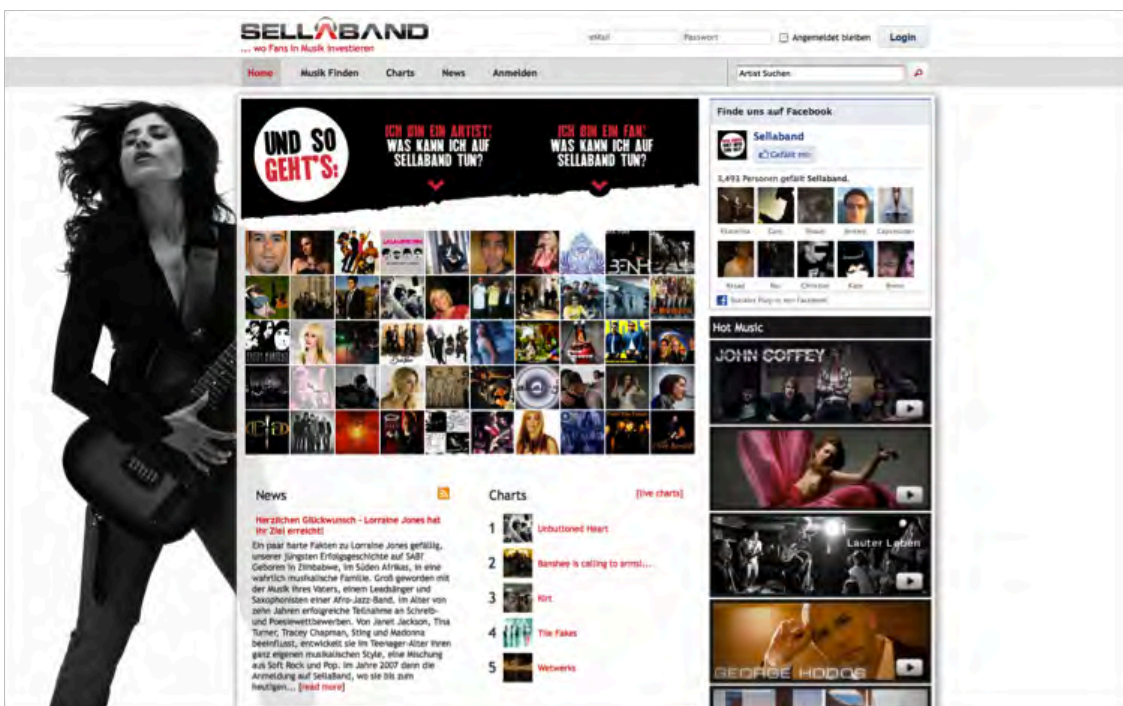 SELLABAND
... wo Fans in Musik investieren
eMail Passwort Angemeldet bleiben Login
Home Musik Finden Charts News Anmelden Artist Suchen
UND SO
GEHT'S:
ICH BIN EIN ARTIST!
WAS KANN ICH AUF
SELLABAND TUN?
ICH BIN EIN FAN!
WAS KANN ICH AUF
SELLABAND TUN?
News
Herzlichen Glückwunsch - Lorraine Jones hat
ihr Ziel erreicht!
Ein paar harte Fakten zu Lorraine Jones gefällig,
unserer jüngsten Erfolgsgeschichte auf SAB?
Geboren in Zimbabwe, im Süden Afrikas, in eine
wahrlich musikalische Familie. Groß geworden mit
der Musik ihres Vaters, einem Leadsänger und
Saxophonisten einer Afro-Jazz-Band, im Alter von
zehn Jahren erfolgreiche Teilnahme an Schreib-
und Poesiewettbewerben. Von Janet Jackson, Tina
Turner, Tracey Chapman, Sting und Madonna
beeinflusst, entwickelt sie im Teenager-Alter ihren
ganz eigenen musikalischen Style, eine Mischung
aus Soft Rock und Pop. Im Jahre 2007 dann die
Anmeldung auf SellaBand, wo sie bis zum
heutigen... [read more]
Charts [live charts]
1 Unbuttoned Heart
2 Banshee is calling to arms!...
3 Kirt
4 The Fakes
5 Wetwerks
Finde uns auf Facebook
Sellaband
Gefällt mir
3,493 Personen gefällt Sellaband.
Ekaterina
Christine Kate
Soziales Plug-in von Facebook
Hot Music
JOHN COFFEY
Lauter Leben
GEORGE HODOS